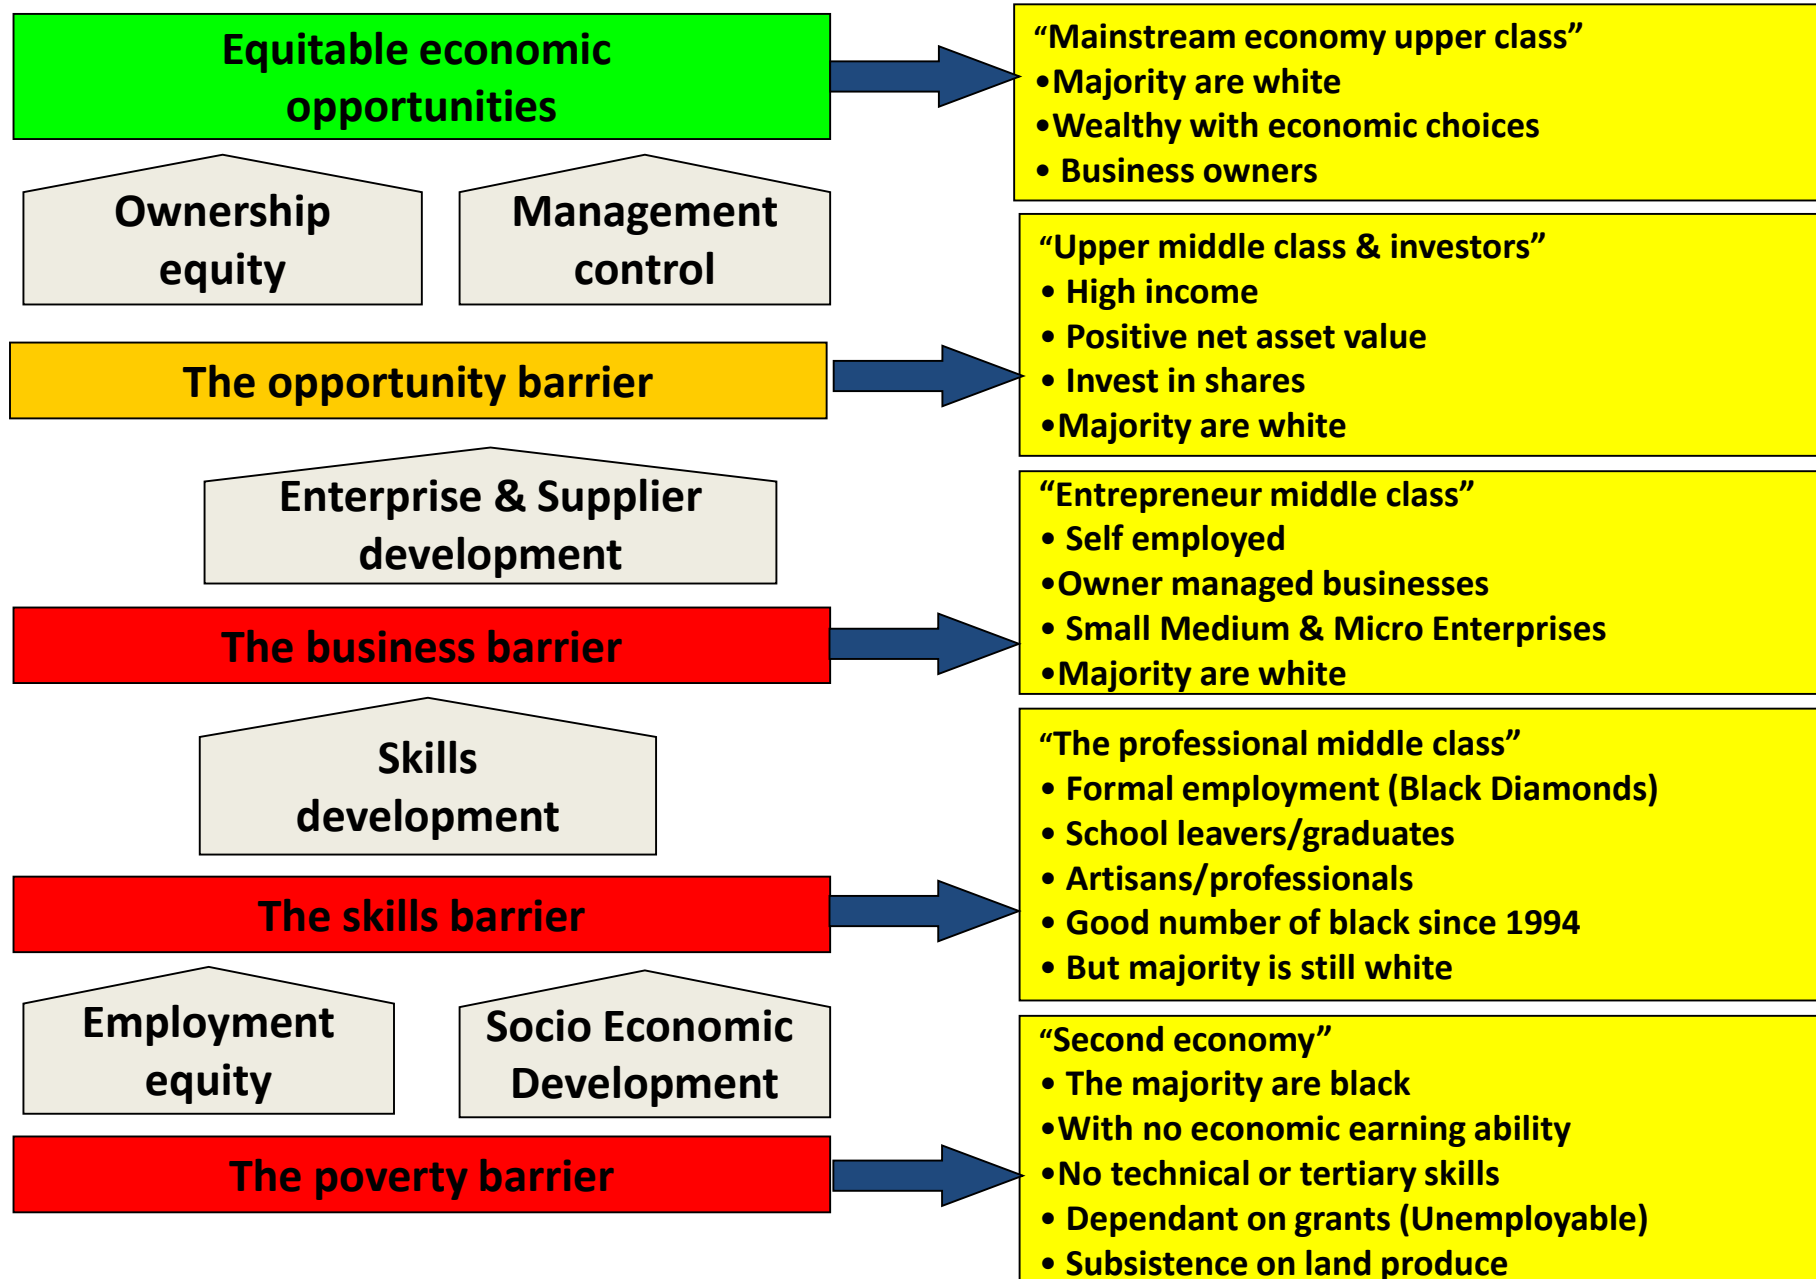 Equitable economic
opportunities
“Mainstream economy upper class”
•Majority are white
•Wealthy with economic choices
• Business owners
Ownership
equity
Management
control
“Upper middle class & investors”
• High income
• Positive net asset value
• Invest in shares
•Majority are white
The opportunity barrier
Enterprise & Supplier
development
“Entrepreneur middle class”
• Self employed
•Owner managed businesses
• Small Medium & Micro Enterprises
•Majority are white
The business barrier
Skills
development
“The professional middle class”
• Formal employment (Black Diamonds)
• School leavers/graduates
• Artisans/professionals
• Good number of black since 1994
• But majority is still white
The skills barrier
Employment
equity
Socio Economic
Development
“Second economy”
• The majority are black
•With no economic earning ability
•No technical or tertiary skills
• Dependant on grants (Unemployable)
• Subsistence on land produce
The poverty barrier